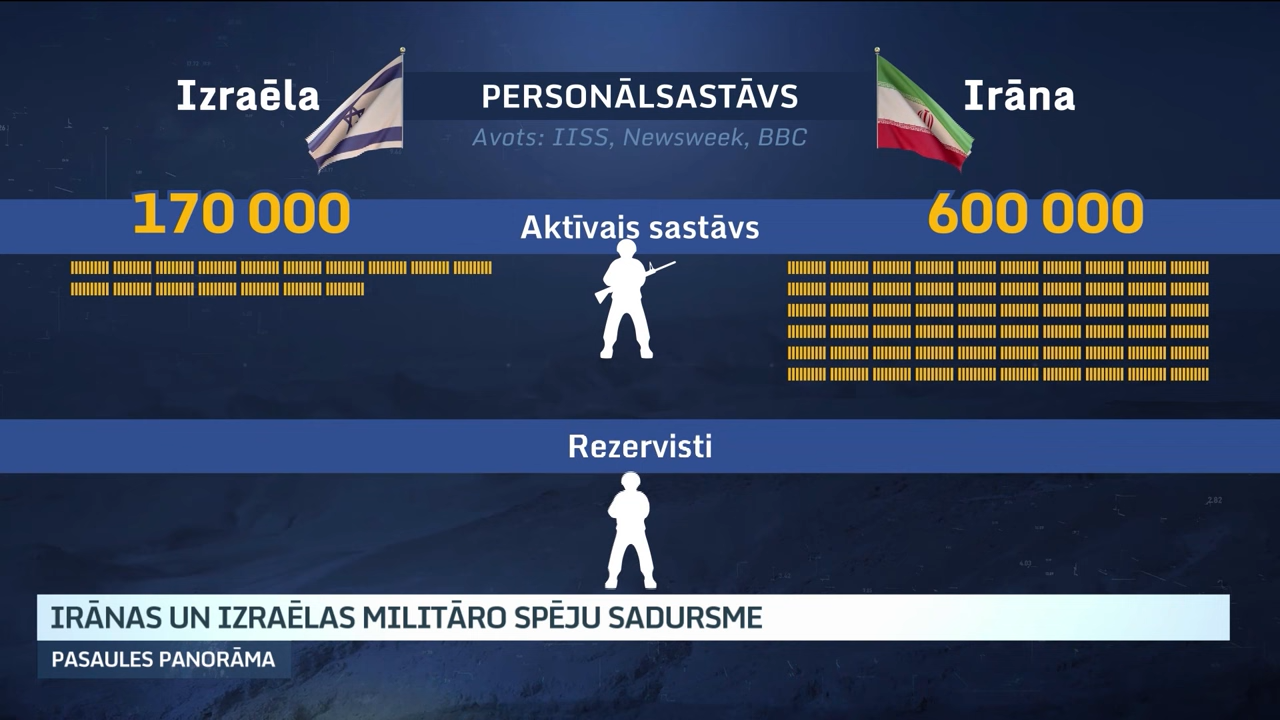 Izraēla
PERSONĀLSASTĀVS
Irāna
Avots: IISS, Newsweek, BBC
170 000
Aktīvais sastāvs
600 000
Rezervisti
IRĀNAS UN IZRAĒLAS MILITĀRO SPĒJU SADURSME
PASAULES PANORĀMA